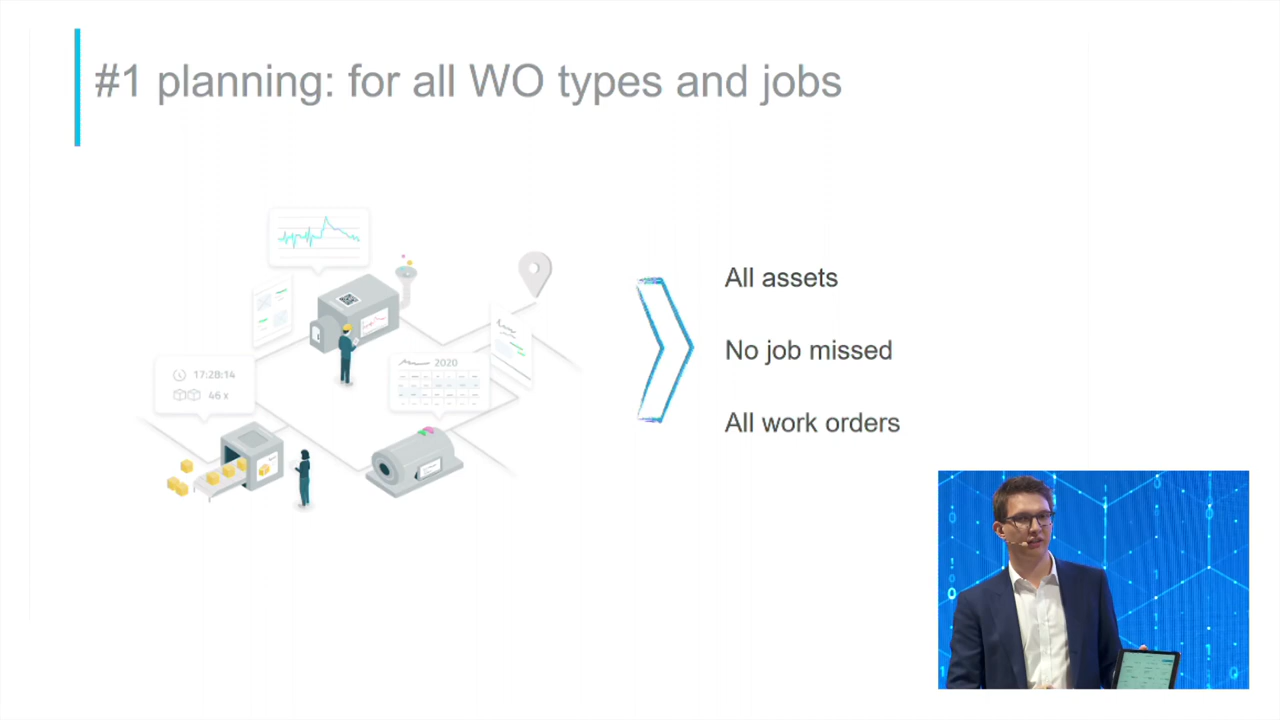 #1 planning: for all WO types and jobs
2020
17:28:14
46 x
All assets
No job missed
All work orders